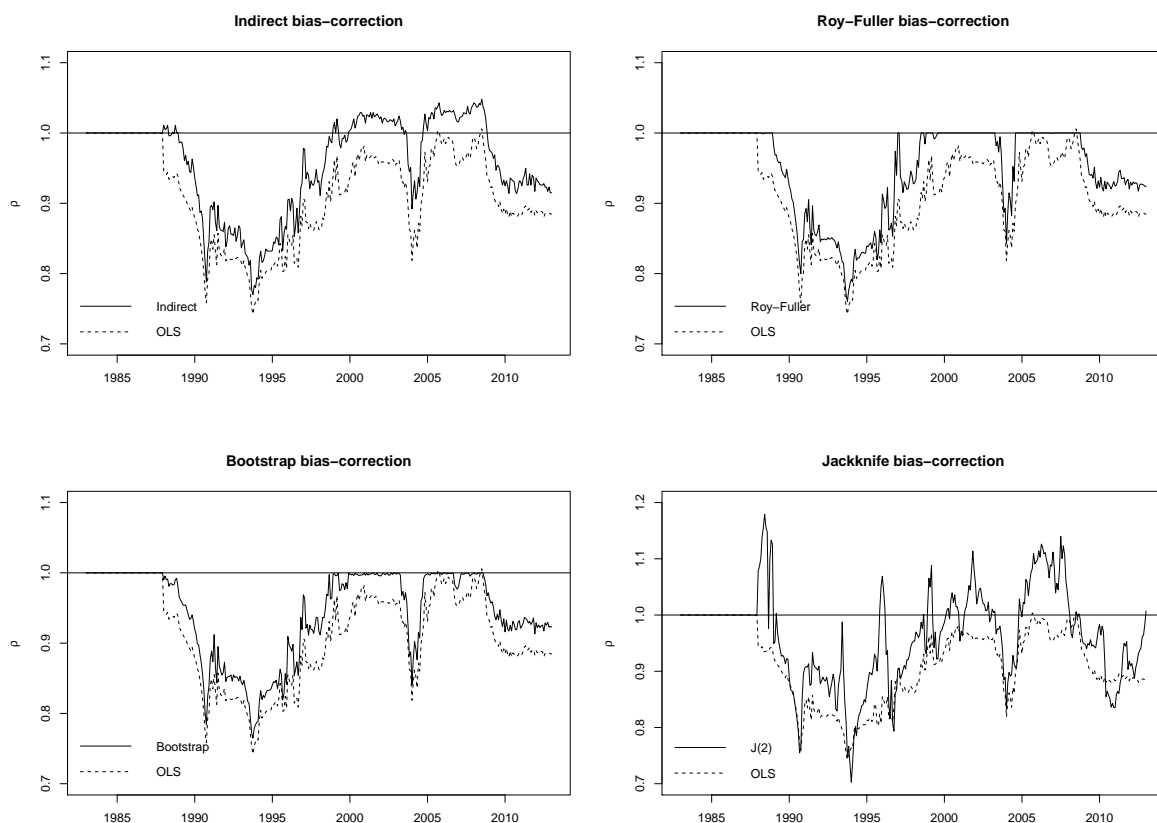 Indirect bias−correction
ρ
1.1
1.0
0.9
0.8
0.7
Indirect
OLS
1985 1990 1995 2000 2005 2010
Roy−Fuller bias−correction
ρ
1.1
1.0
0.9
0.8
0.7
Roy−Fuller
OLS
1985 1990 1995 2000 2005 2010
Bootstrap bias−correction
ρ
1.1
1.0
0.9
0.8
0.7
Bootstrap
OLS
1985 1990 1995 2000 2005 2010
Jackknife bias−correction
ρ
1.2
1.1
1.0
0.9
0.8
0.7
J(2)
OLS
1985 1990 1995 2000 2005 2010